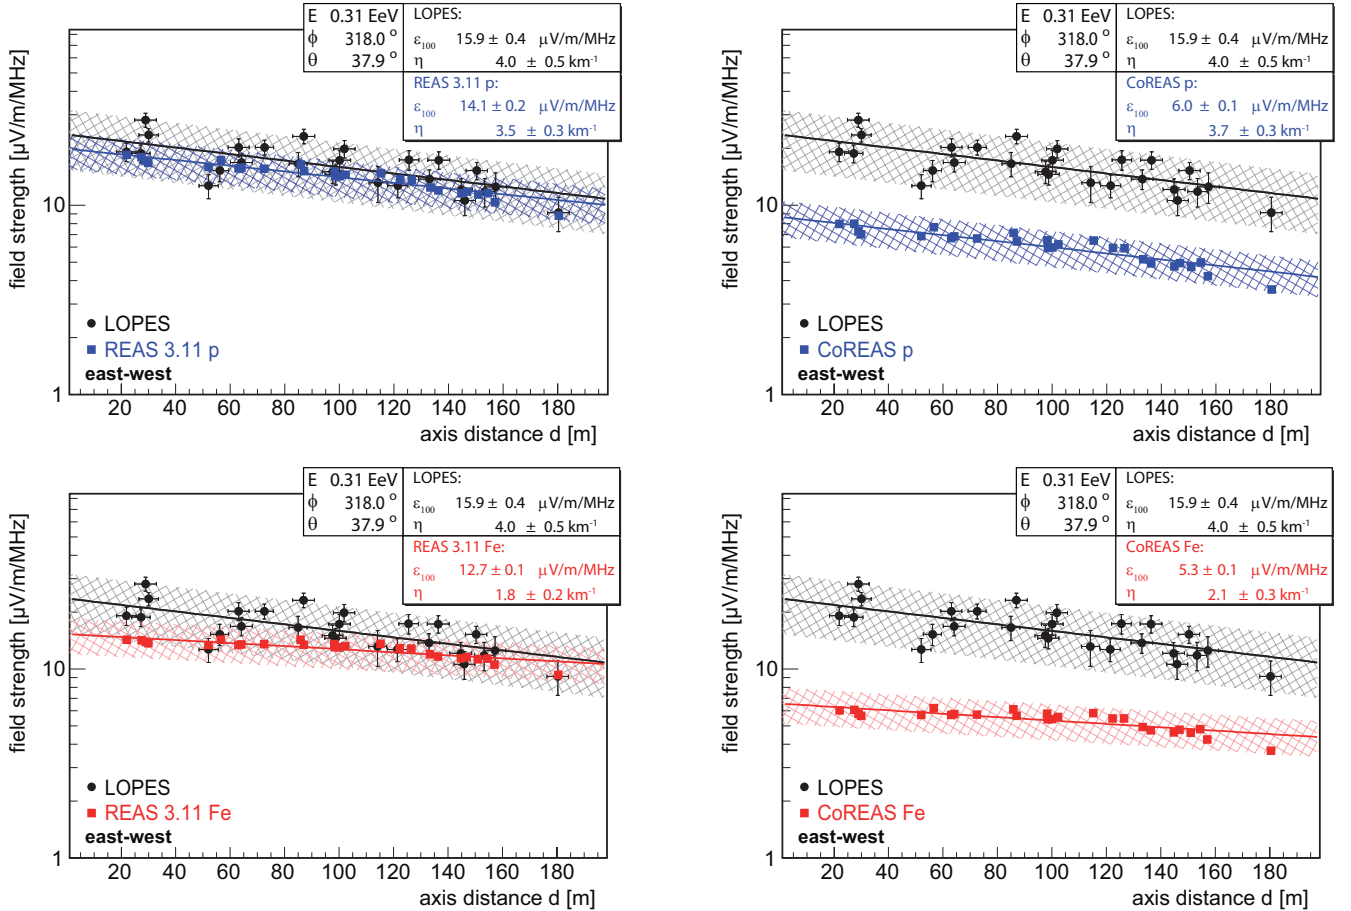 E 0.31 EeV
ϕ 318.0 °
θ 37.9 °
LOPES:
ε100 15.9 ± 0.4 μV/m/MHz
η 4.0 ± 0.5 km-1
REAS 3.11 p:
ε100 14.1 ± 0.2 μV/m/MHz
η 3.5 ± 0.3 km-1
field strength [μV/m/MHz]
10
1
LOPES
REAS 3.11 p
east-west
20 40 60 80 100 120 140 160 180
axis distance d [m]
E 0.31 EeV
ϕ 318.0 °
θ 37.9 °
LOPES:
ε100 15.9 ± 0.4 μV/m/MHz
η 4.0 ± 0.5 km-1
CoREAS p:
ε100 6.0 ± 0.1 μV/m/MHz
η 3.7 ± 0.3 km-1
field strength [μV/m/MHz]
10
1
LOPES
CoREAS p
east-west
20 40 60 80 100 120 140 160 180
axis distance d [m]
E 0.31 EeV
ϕ 318.0 °
θ 37.9 °
LOPES:
ε100 15.9 ± 0.4 μV/m/MHz
η 4.0 ± 0.5 km-1
REAS 3.11 Fe:
ε100 12.7 ± 0.1 μV/m/MHz
η 1.8 ± 0.2 km-1
field strength [μV/m/MHz]
10
1
LOPES
REAS 3.11 Fe
east-west
20 40 60 80 100 120 140 160 180
axis distance d [m]
E 0.31 EeV
ϕ 318.0 °
θ 37.9 °
LOPES:
ε100 15.9 ± 0.4 μV/m/MHz
η 4.0 ± 0.5 km-1
CoREAS Fe:
ε100 5.3 ± 0.1 μV/m/MHz
η 2.1 ± 0.3 km-1
field strength [μV/m/MHz]
10
1
LOPES
CoREAS Fe
east-west
20 40 60 80 100 120 140 160 180
axis distance d [m]